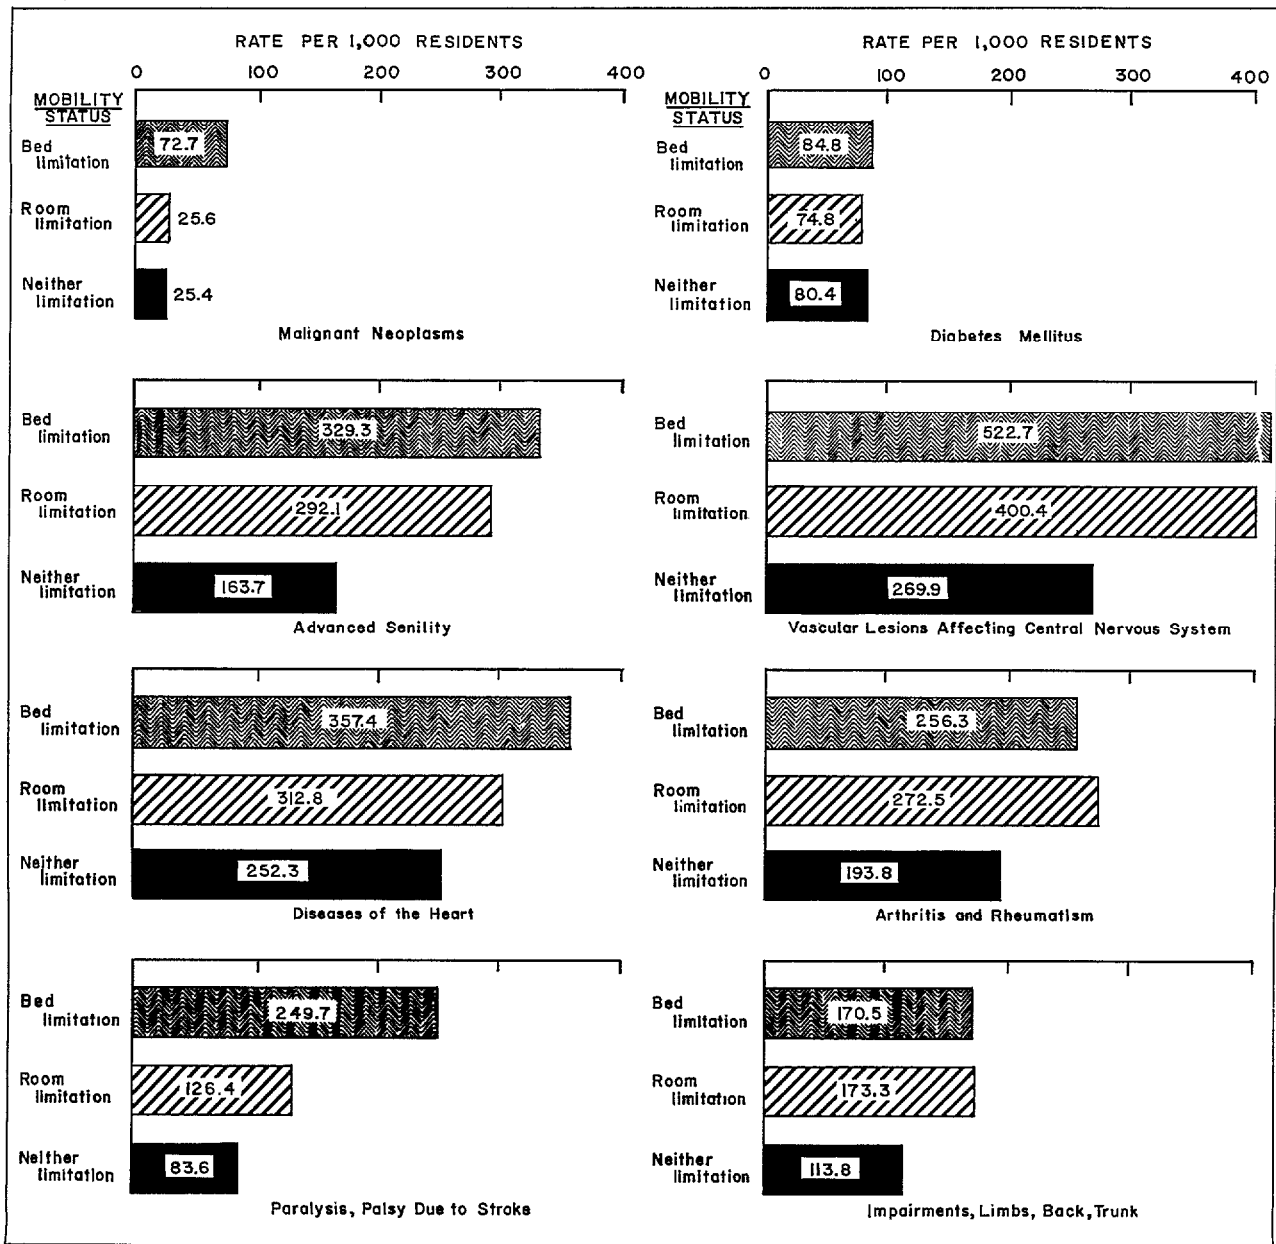 RATE PER 1,000 RESIDENTS
0 100 200 300 400
MOBILITY
STATUS
Bed
limitation
72.7
Room
limitation
25.6
Neither
limitation
25.4
Malignant Neoplasms
RATE PER 1,000 RESIDENTS
0 100 200 300 400
MOBILITY
STATUS
Bed
limitation
84.8
Room
limitation
74.8
Neither
limitation
80.4
Diabetes Mellitus
Bed
limitation
329.3
Room
limitation
292.1
Neither
limitation
163.7
Advanced Senility
Bed
limitation
522.7
Room
limitation
400.4
Neither
limitation
269.9
Vascular Lesions Affecting Central Nervous System
Bed
limitation
357.4
Room
limitation
312.8
Neither
limitation
252.3
Diseases of the Heart
Bed
limitation
256.3
Room
limitation
272.5
Neither
limitation
193.8
Arthritis and Rheumatism
Bed
limitation
249.7
Room
limitation
126.4
Neither
limitation
83.6
Paralysis, Palsy Due to Stroke
Bed
limitation
170.5
Room
limitation
173.3
Neither
limitation
113.8
Impairments, Limbs, Back, Trunk